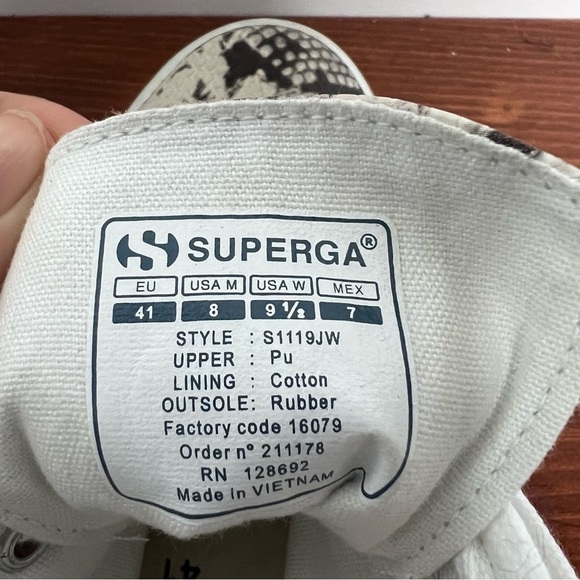 SUPERGA®
EU USA M USA W MEX
41 8 9 1/2 7
STYLE : S1119JW
UPPER : Pu
LINING : Cotton
OUTSOLE: Rubber
Factory code 16079
Order n° 211178
RN 128692
Made in VIETNAM
41